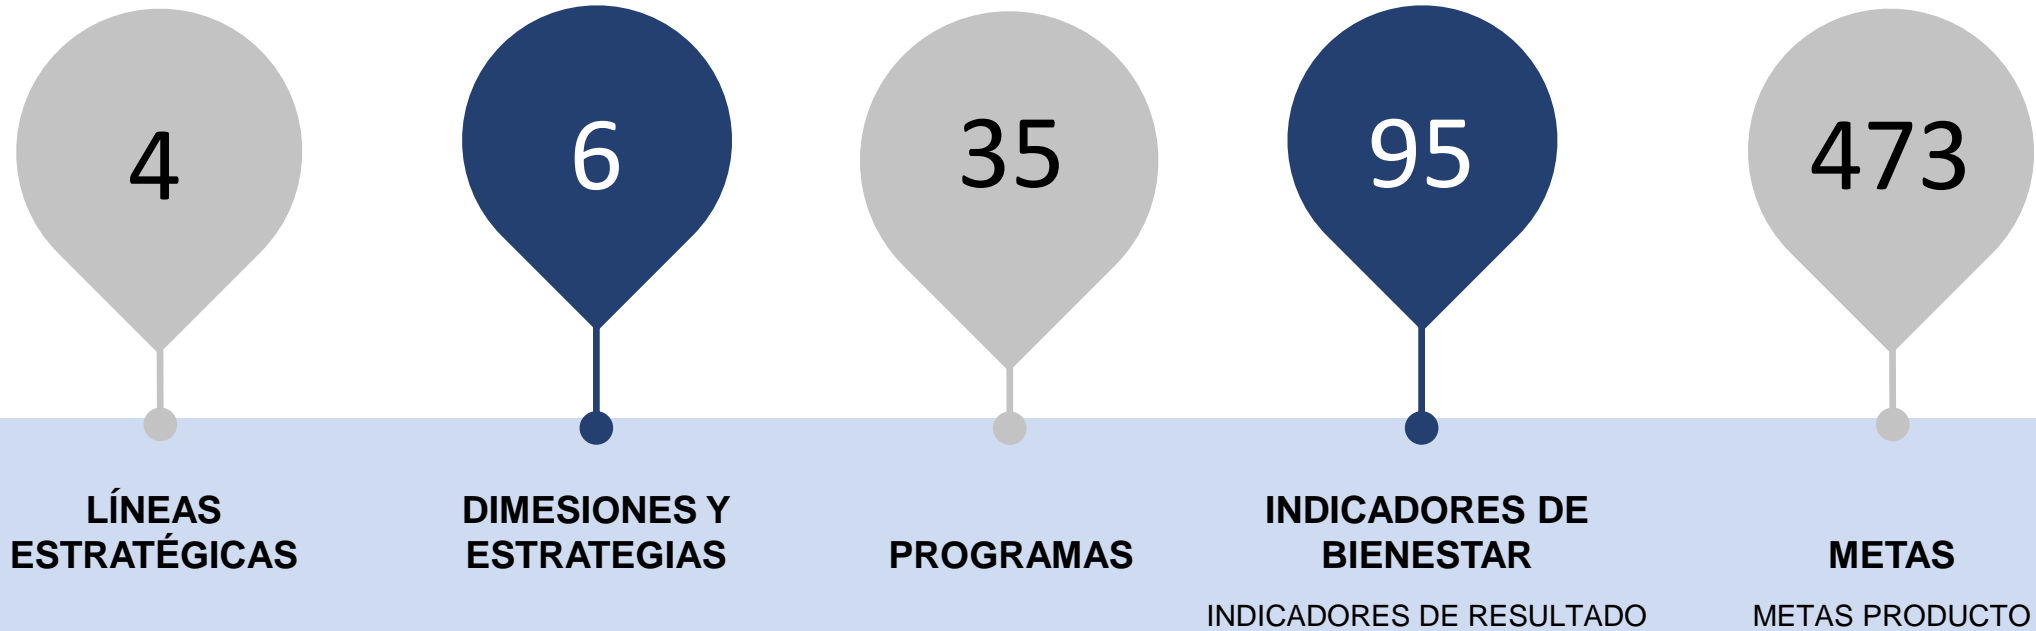 4
6
35
95
473
LÍNEAS
ESTRATÉGICAS
DIMESIONES Y
ESTRATEGIAS
PROGRAMAS
INDICADORES DE
BIENESTAR
INDICADORES DE RESULTADO
METAS
METAS PRODUCTO